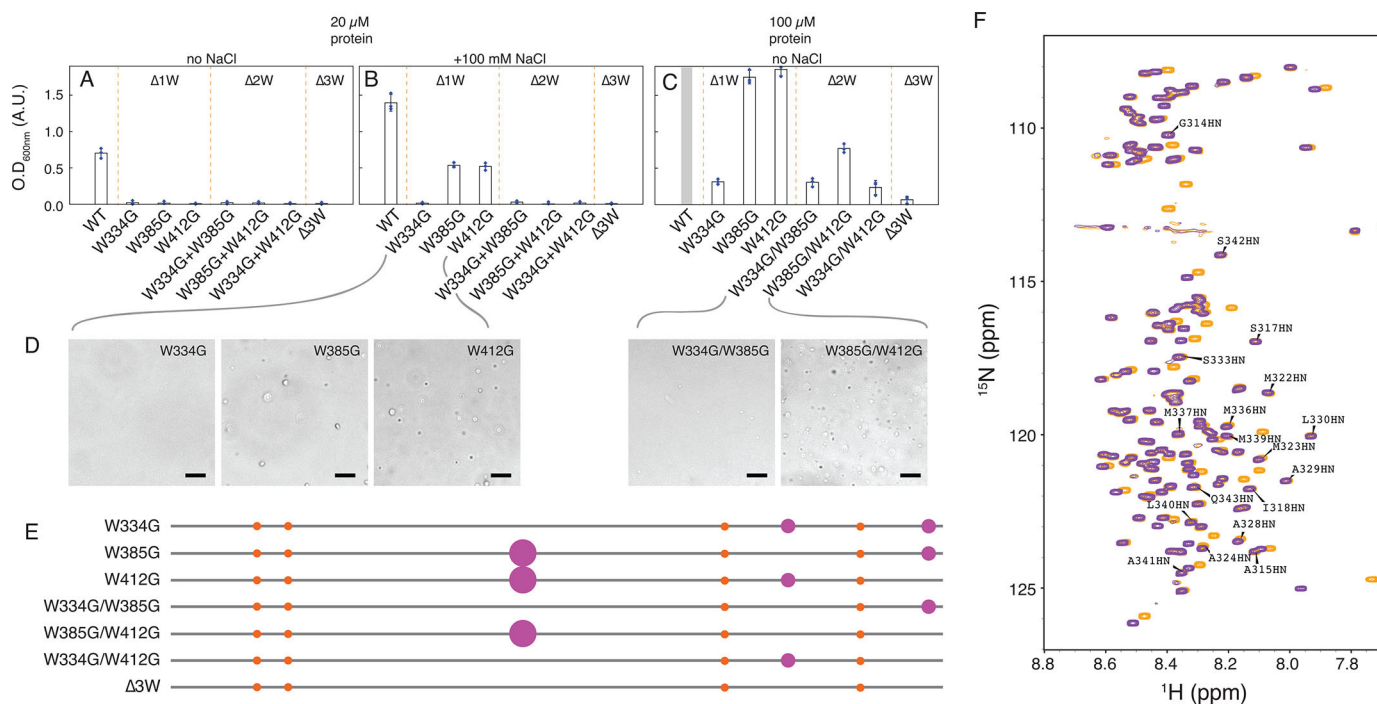 20 µM
protein
100 µM
protein
no NaCl
+100 mM NaCl
no NaCl
A
Δ1W
Δ2W
Δ3W
B
Δ1W
Δ2W
Δ3W
C
Δ1W
Δ2W
Δ3W
O.D600nm (A.U.)
1.5
1.0
0.5
0.0
WT
W334G
W385G
W412G
W334G+W385G
W385G+W412G
W334G+W412G
Δ3W
WT
W334G
W385G
W412G
W334G+W385G
W385G+W412G
W334G+W412G
Δ3W
WT
W334G
W385G
W412G
W334G/W385G
W385G/W412G
W334G/W412G
Δ3W
D
W334G
W385G
W412G
W334G/W385G
W385G/W412G
E
W334G
W385G
W412G
W334G/W385G
W385G/W412G
W334G/W412G
Δ3W
F
15N (ppm)
110
115
120
125
G314HN
S342HN
S317HN
S333HN
M322HN
M337HN
M336HN
L330HN
M339HN
M323HN
A329HN
Q343HN
I318HN
L340HN
A328HN
A324HN
A341HN
A315HN
8.8
8.6
8.4
8.2
8.0
7.8
1H (ppm)